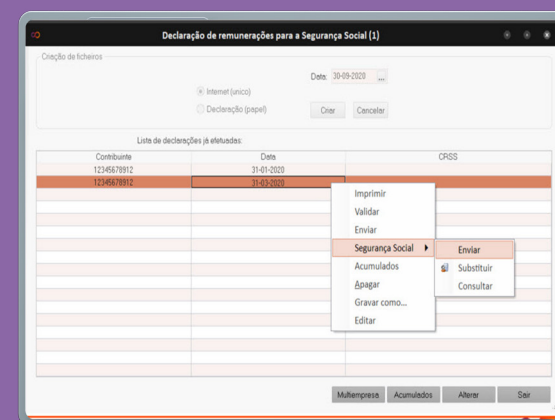 Declaração de remunerações para a Segurança Social (1)
Criação de ficheiros
Data: 30-09-2020 ...
Internet (unico)
Declaração (papel)
Criar Cancelar
Lista de declarações já efetuadas:
Contribuinte Data CRSS
12345678912 31-01-2020
12345678912 31-03-2020
Imprimir
Validar
Enviar
Segurança Social Enviar
Acumulados Substituir
Apagar Consultar
Gravar como...
Editar
Multiempresa Acumulados Alterar Sair